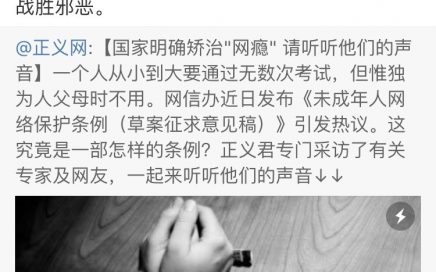 战胜邪恶。
@正义网:【国家明确矫治"网瘾" 请听听他们的声
音】一个人从小到大要通过无数次考试，但惟独
为人父母时不用。网信办近日发布《未成年人网
络保护条例（草案征求意见稿）》引发热议。这
究竟是一部怎样的条例？正义君专门采访了有关
专家及网友，一起来听听他们的声音↓↓